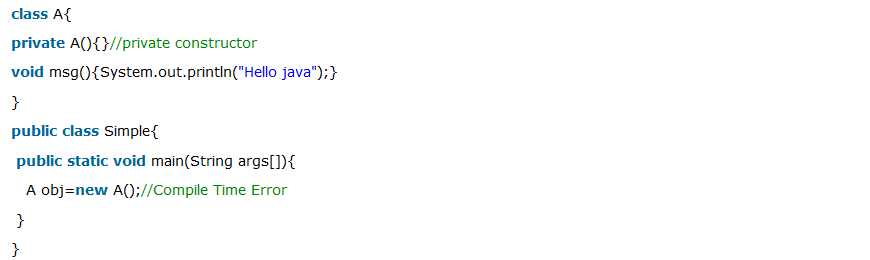 class A{
private A(){}//private constructor
void msg(){System.out.println("Hello java");}
}
public class Simple{
public static void main(String args[]){
A obj=new A();//Compile Time Error
}
}